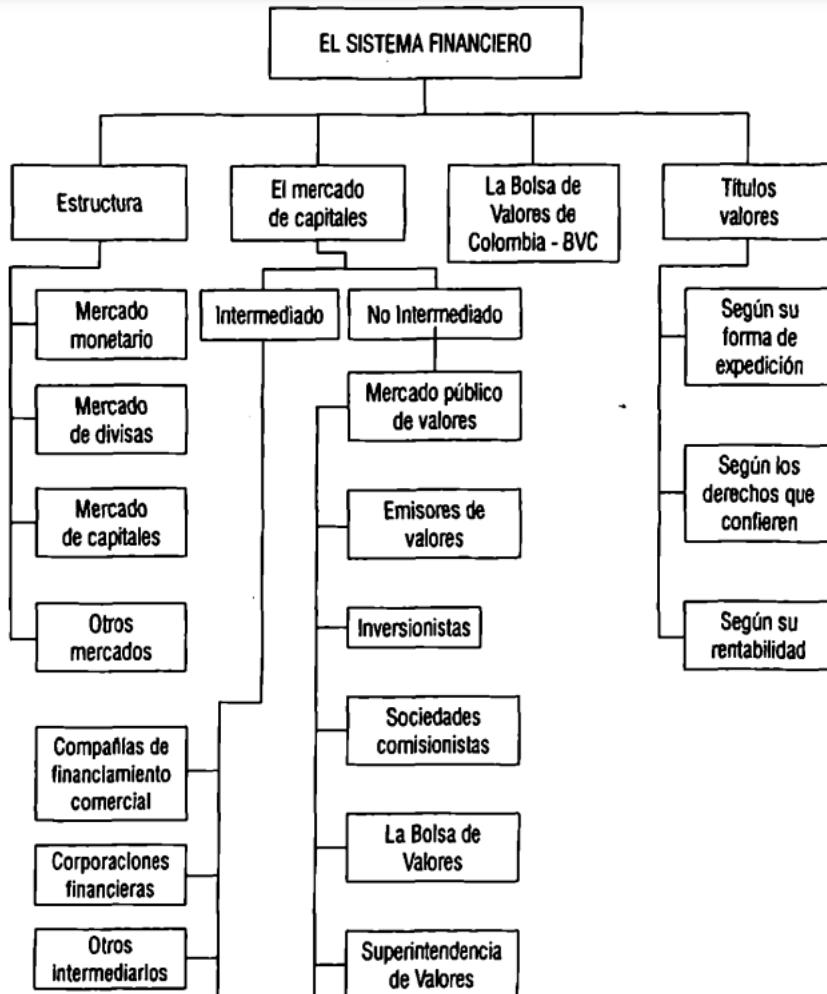 EL SISTEMA FINANCIERO
Estructura
El mercado
de capitales
La Bolsa de
Valores de
Colombia - BVC
Títulos
valores
Mercado
monetario
Mercado
de divisas
Mercado
de capitales
Otros
mercados
Intermediado
No Intermediado
Compañías de
financiamiento
comercial
Corporaciones
financieras
Otros
intermediarios
Mercado público
de valores
Emisores de
valores
Inversionistas
Sociedades
comisionistas
La Bolsa de
Valores
Superintendencia
de Valores
Según su
forma de
expedición
Según los
derechos que
confieren
Según su
rentabilidad